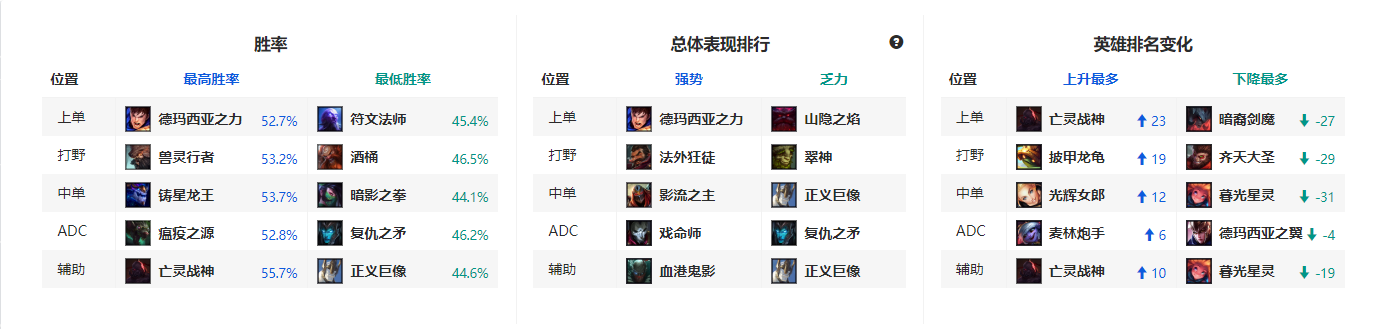 胜率
位置 最高胜率 最低胜率
上单 德玛西亚之力 52.7% 符文法师 45.4%
打野 兽灵行者 53.2% 酒桶 46.5%
中单 铸星龙王 53.7% 暗影之拳 44.1%
ADC 瘟疫之源 52.8% 复仇之矛 46.2%
辅助 亡灵战神 55.7% 正义巨像 44.6%
总体表现排行 ?
位置 强势 乏力
上单 德玛西亚之力 山隐之焰
打野 法外狂徒 翠神
中单 影流之主 正义巨像
ADC 戏命师 复仇之矛
辅助 血港鬼影 正义巨像
英雄排名变化
位置 上升最多 下降最多
上单 亡灵战神 23 暗裔剑魔 -27
打野 披甲龙龟 19 齐天大圣 -29
中单 光辉女郎 12 暮光星灵 -31
ADC 麦林炮手 6 德玛西亚之翼 -4
辅助 亡灵战神 10 暮光星灵 -19